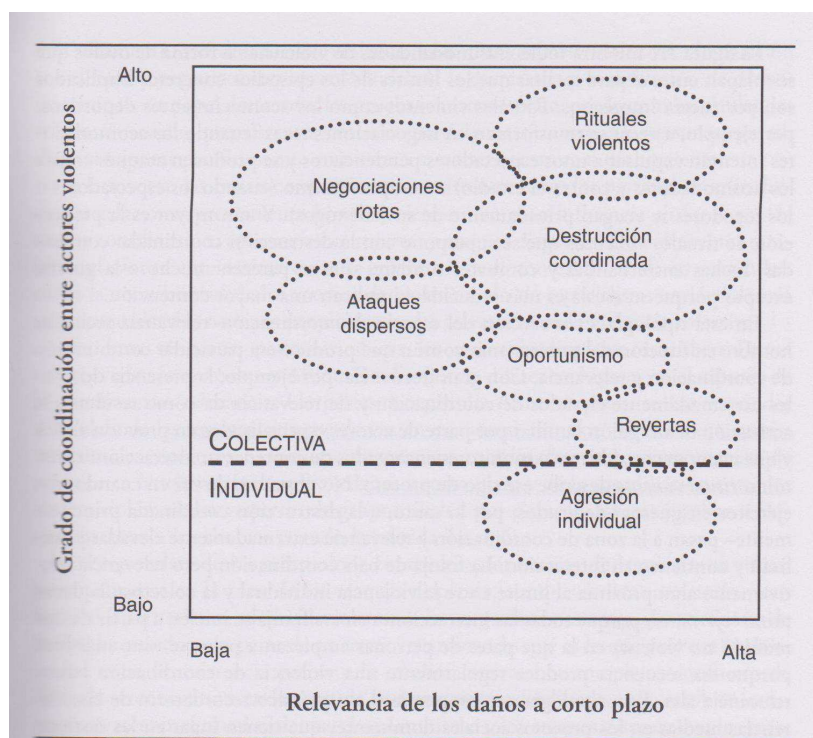 Alto
Rituales
violentos
Negociaciones
rotas
Destrucción
coordinada
Ataques
dispersos
Oportunismo
Reyertas
COLECTIVA
INDIVIDUAL
Agresión
individual
Grado de coordinación entre actores violentos
Bajo
Baja
Alta
Relevancia de los daños a corto plazo